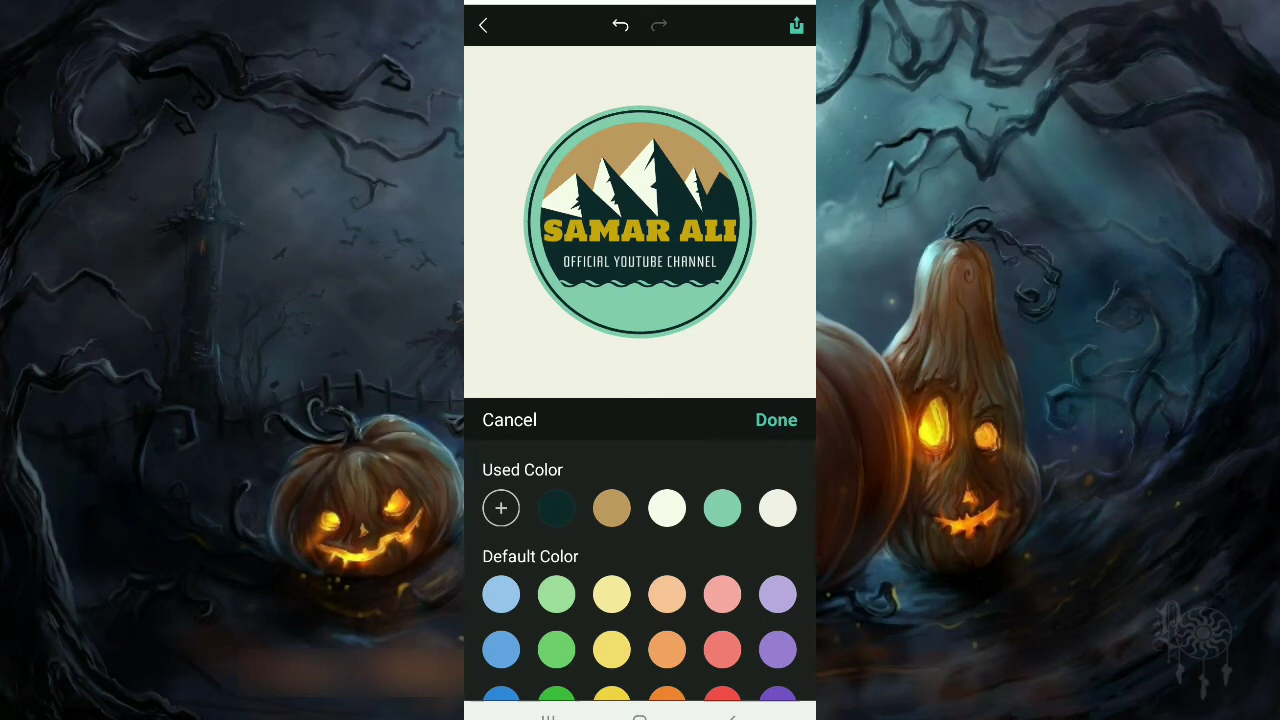 SAMAR ALI
OFFICIAL YOUTUBE CHANNEL
Cancel
Done
Used Color
Default Color